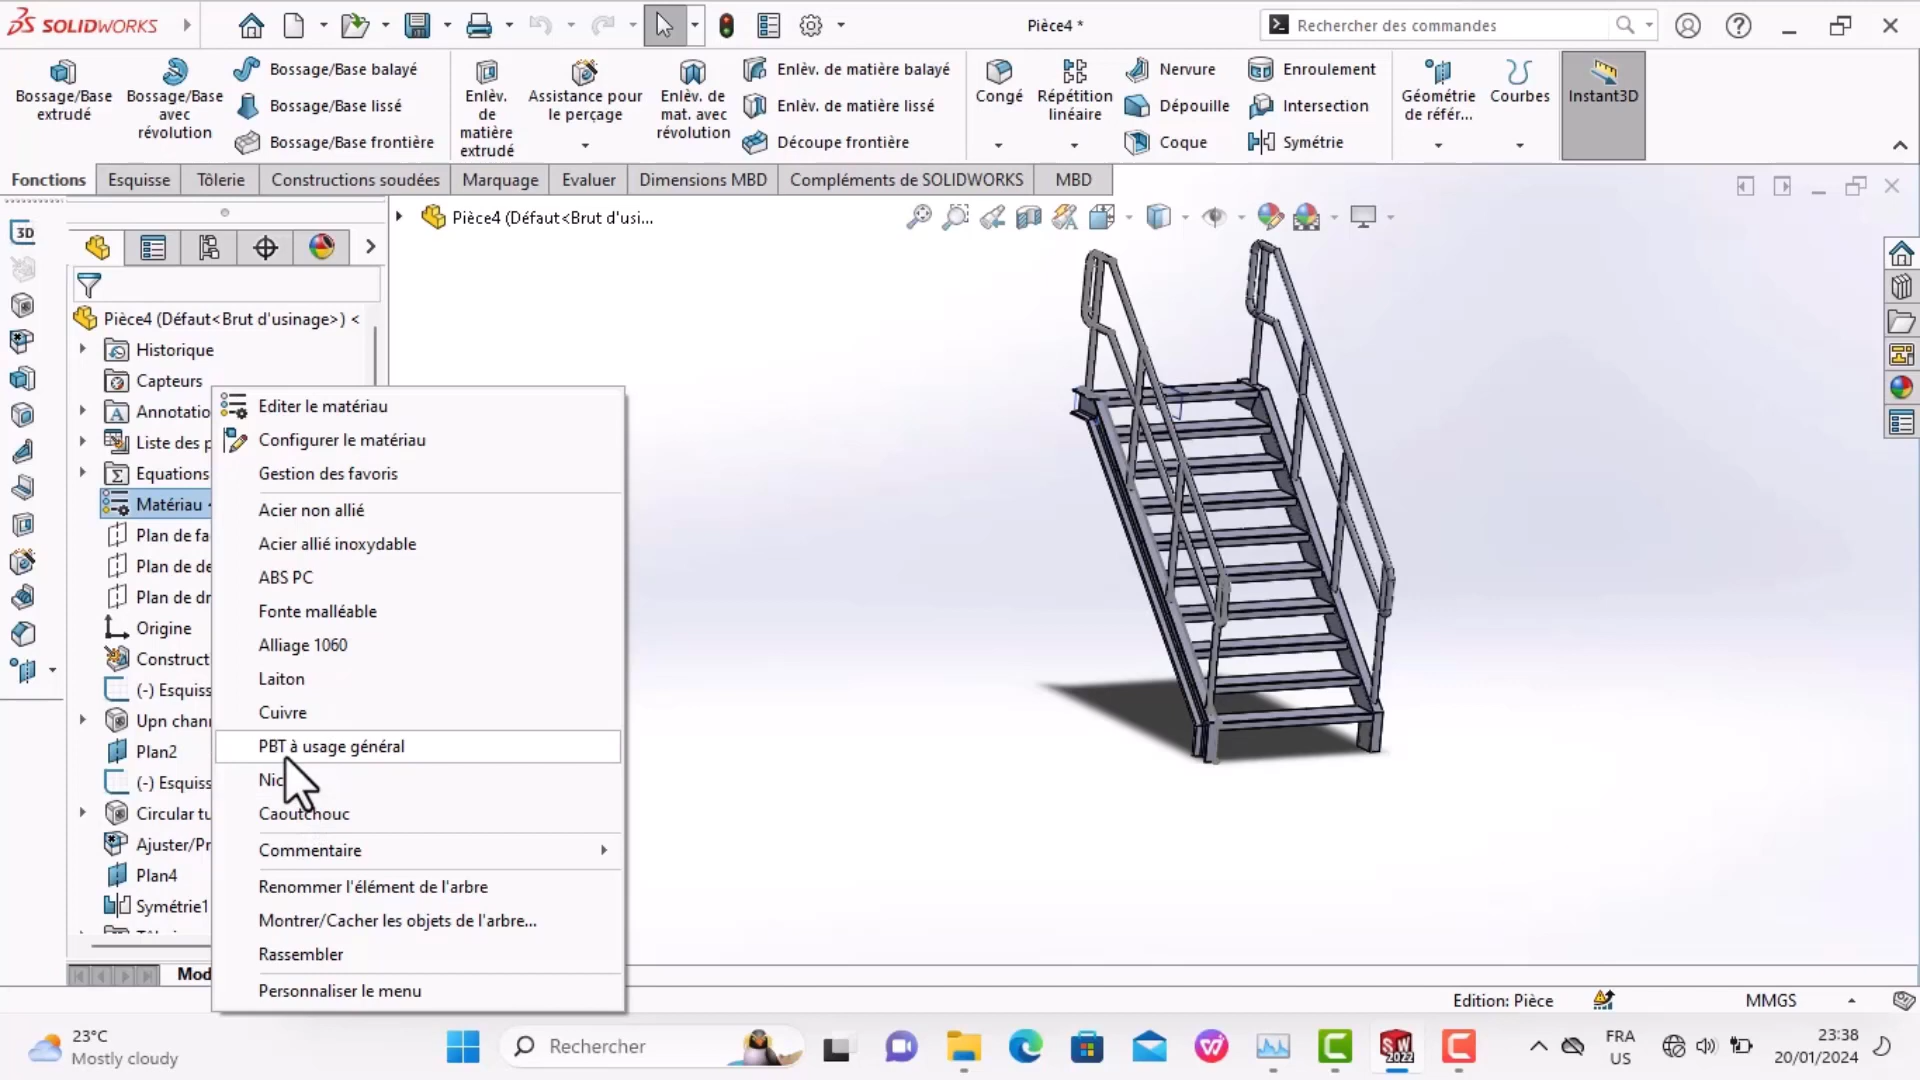 SOLIDWORKS
Pièce4 *
Rechercher des commandes
Bossage/Base
extrudé
Bossage/Base
avec
révolution
Bossage/Base balayé
Bossage/Base lissé
Bossage/Base frontière
Enlèv.
de
matière
extrudé
Assistance pour
le perçage
Enlèv. de
mat. avec
révolution
Enlèv. de matière balayé
Enlèv. de matière lissé
Découpe frontière
Congé
Répétition
linéaire
Nervure
Dépouille
Coque
Enroulement
Intersection
Symétrie
Géométrie
de référ...
Courbes
Instant3D
Fonctions
Esquisse
Tôlerie
Constructions soudées
Marquage
Evaluer
Dimensions MBD
Compléments de SOLIDWORKS
MBD
3D
Pièce4 (Défaut<Brut d'usi...
Pièce4 (Défaut<Brut d'usinage>) <
Historique
Capteurs
Annotatio
Liste des p
Equations
Matériau
Plan de fa
Plan de de
Plan de dr
Origine
Construct
(-) Esquiss
Upn chann
Plan2
(-) Esquiss
Circular tu
Ajuster/Pr
Plan4
Symétrie1
Mod
Editer le matériau
Configurer le matériau
Gestion des favoris
Acier non allié
Acier allié inoxydable
ABS PC
Fonte malléable
Alliage 1060
Laiton
Cuivre
PBT à usage général
Nic
Caoutchouc
Commentaire
Renommer l'élément de l'arbre
Montrer/Cacher les objets de l'arbre...
Rassembler
Personnaliser le menu
Edition: Pièce
MMGS
23°C
Mostly cloudy
Rechercher
SW
2022
FRA
US
23:38
20/01/2024